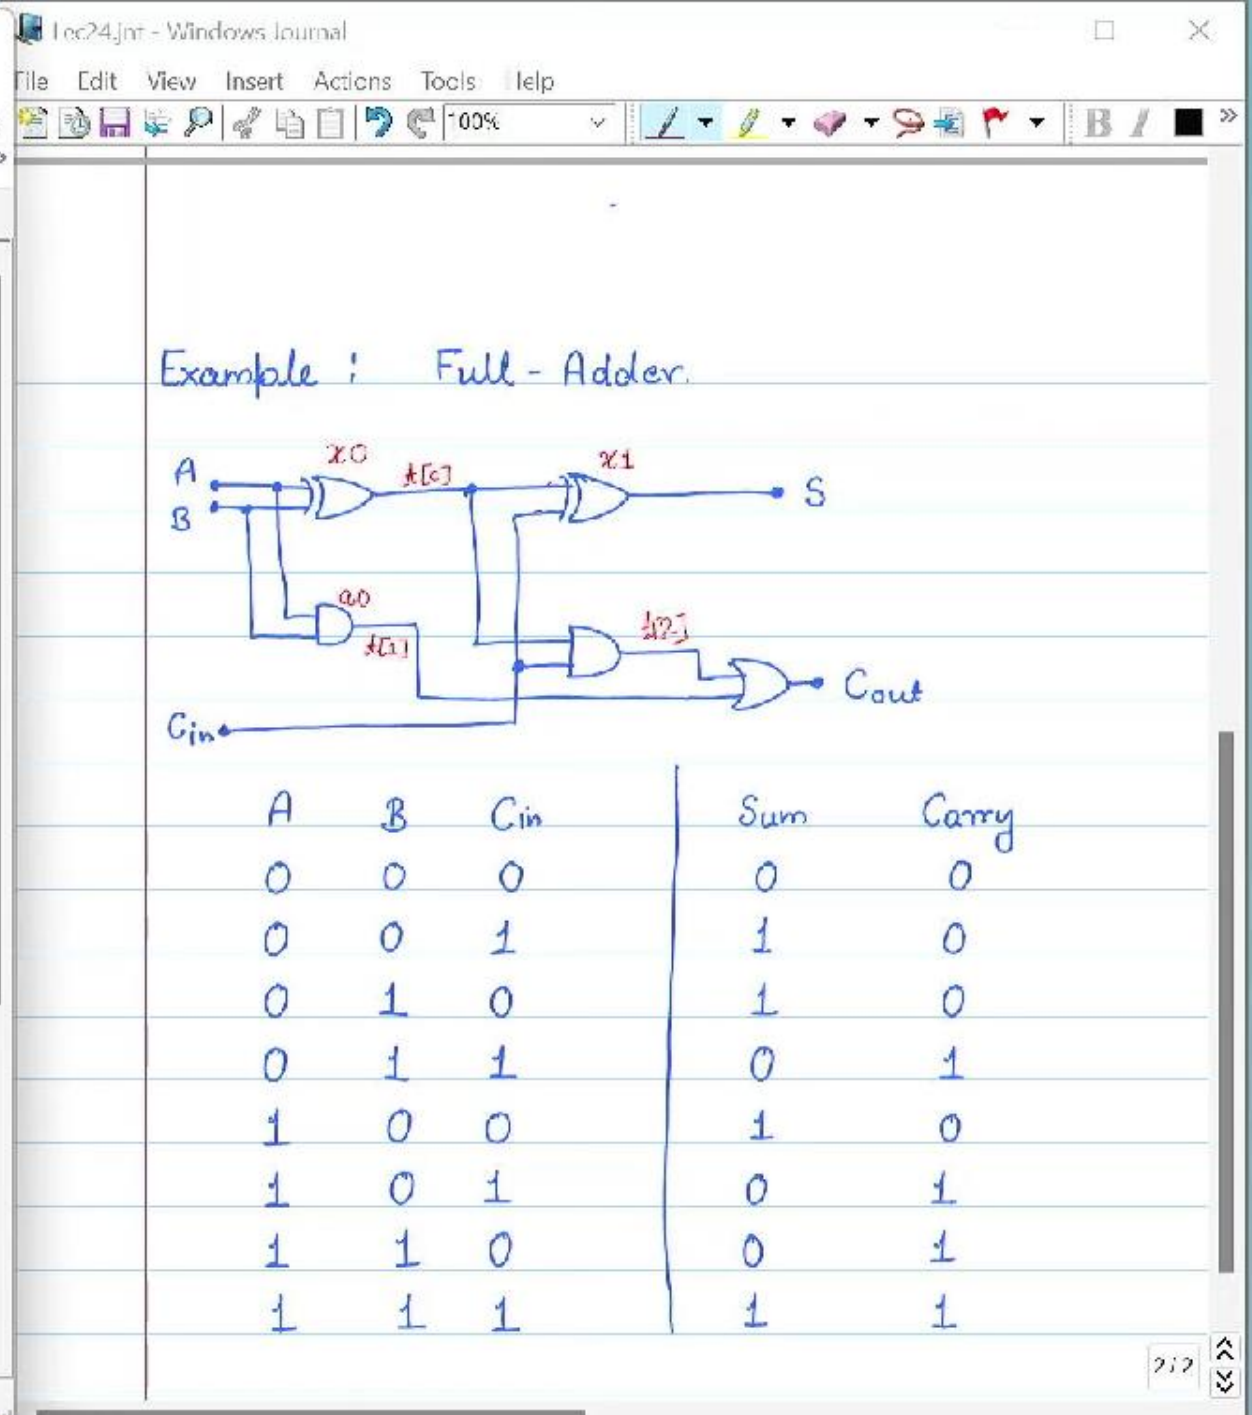 Lec24.jnt - Windows Journal
File Edit View Insert Actions Tools Help
100%
Example : Full - Adder.
x0
x1
A
t[0]
S
B
a0
t[2]
t[1]
Cout
Cin
A B Cin Sum Carry
0 0 0 0 0
0 0 1 1 0
0 1 0 1 0
0 1 1 0 1
1 0 0 1 0
1 0 1 0 1
1 1 0 0 1
1 1 1 1 1
2/2